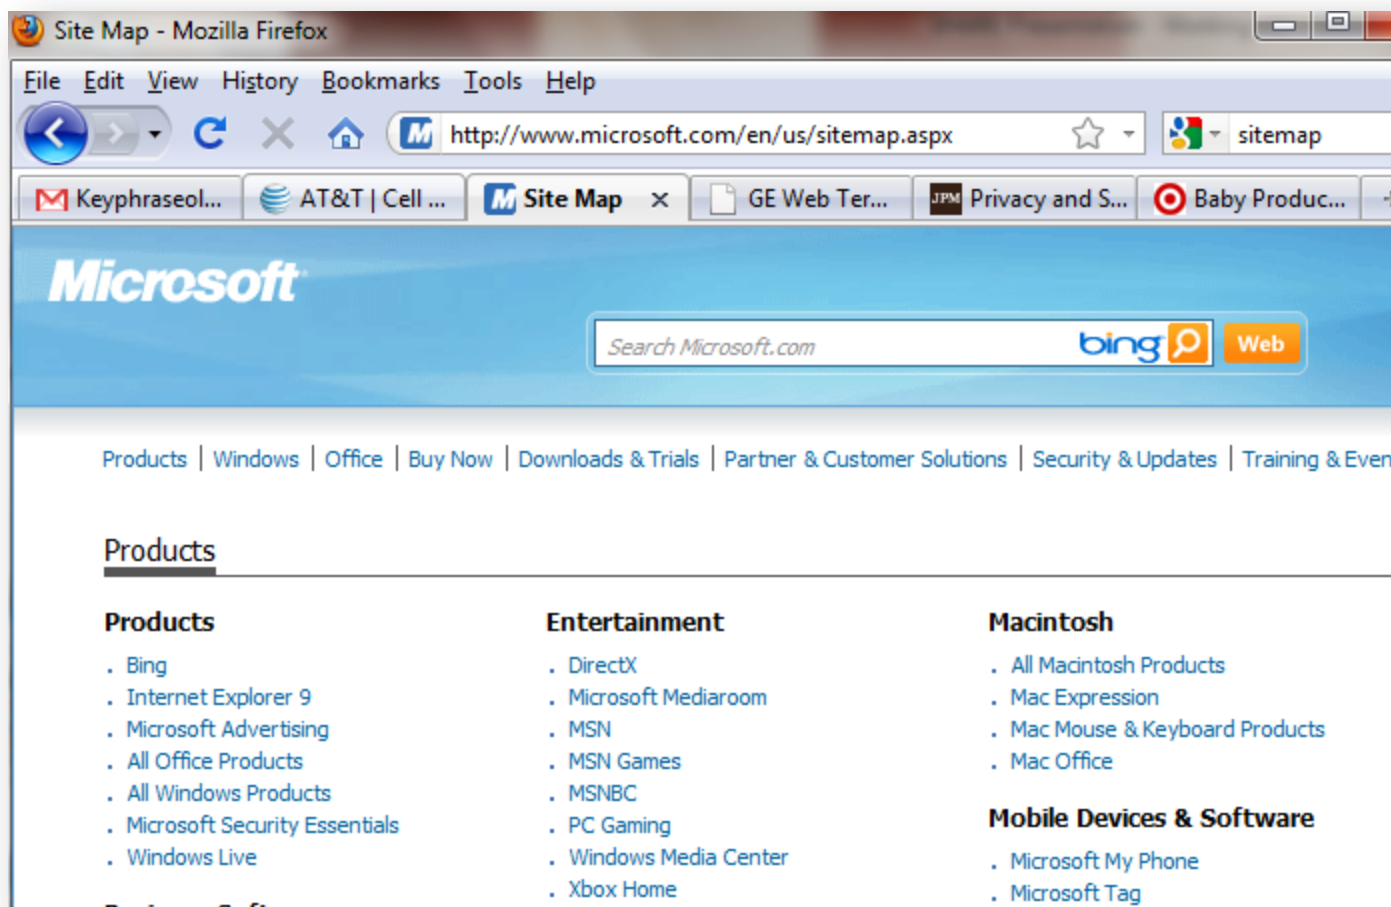 Site Map - Mozilla Firefox
File Edit View History Bookmarks Tools Help
http://www.microsoft.com/en/us/sitemap.aspx sitemap
Keyphraseol... AT&T | Cell ... Site Map GE Web Ter... JPM Privacy and S... Baby Produc...
Microsoft
Search Microsoft.com bing Web
Products | Windows | Office | Buy Now | Downloads & Trials | Partner & Customer Solutions | Security & Updates | Training & Even
Products
Products
. Bing
. Internet Explorer 9
. Microsoft Advertising
. All Office Products
. All Windows Products
. Microsoft Security Essentials
. Windows Live
Entertainment
. DirectX
. Microsoft Mediaroom
. MSN
. MSN Games
. MSNBC
. PC Gaming
. Windows Media Center
. Xbox Home
Macintosh
. All Macintosh Products
. Mac Expression
. Mac Mouse & Keyboard Products
. Mac Office
Mobile Devices & Software
. Microsoft My Phone
. Microsoft Tag